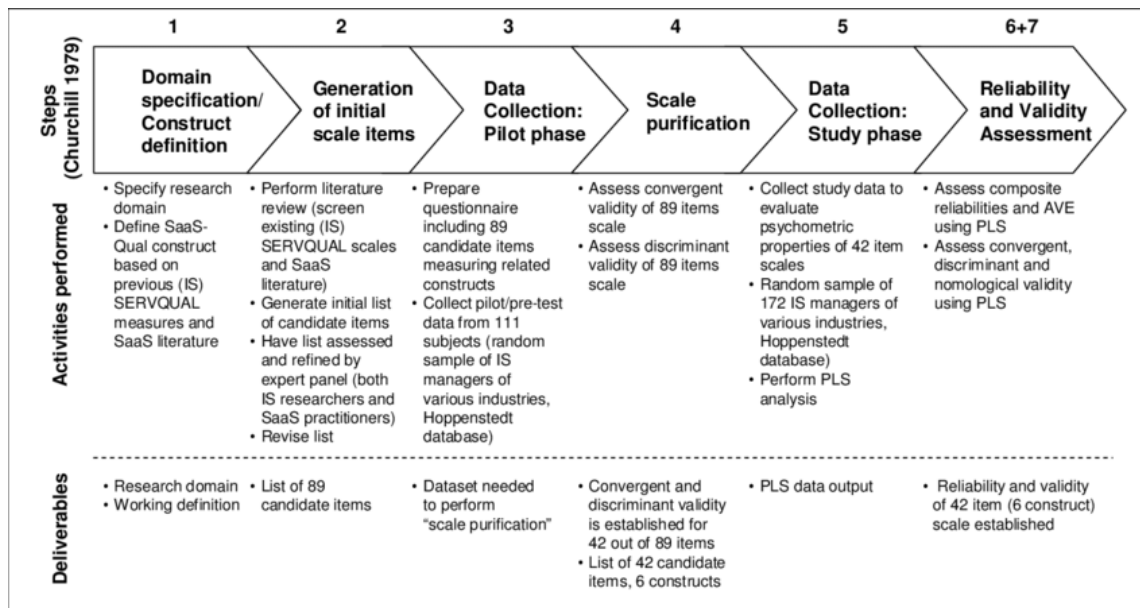 1
2
3
4
5
6+7
Steps
(Churchill 1979)
Domain
specification/
Construct
definition
Generation
of initial
scale items
Data
Collection:
Pilot phase
Scale
purification
Data
Collection:
Study phase
Reliability
and Validity
Assessment
Activities performed
• Specify research
domain
• Define SaaS-
Qual construct
based on
previous (IS)
SERVQUAL
measures and
SaaS literature
• Perform literature
review (screen
existing (IS)
SERVQUAL scales
and SaaS
literature)
• Generate initial list
of candidate items
• Have list assessed
and refined by
expert panel (both
IS researchers and
SaaS practitioners)
• Revise list
• Prepare
questionnaire
including 89
candidate items
measuring related
constructs
• Collect pilot/pre-test
data from 111
subjects (random
sample of IS
managers of
various industries,
Hoppenstedt
database)
• Assess convergent
validity of 89 items
scale
• Assess discriminant
validity of 89 items
scale
• Collect study data to
evaluate
psychometric
properties of 42 item
scales
• Random sample of
172 IS managers of
various industries,
Hoppenstedt
database)
• Perform PLS
analysis
• Assess composite
reliabilities and AVE
using PLS
• Assess convergent,
discriminant and
nomological validity
using PLS
Deliverables
• Research domain
• Working definition
• List of 89
candidate items
• Dataset needed
to perform
“scale purification”
• Convergent and
discriminant validity
is established for
42 out of 89 items
• List of 42 candidate
items, 6 constructs
• PLS data output
• Reliability and validity
of 42 item (6 construct)
scale established